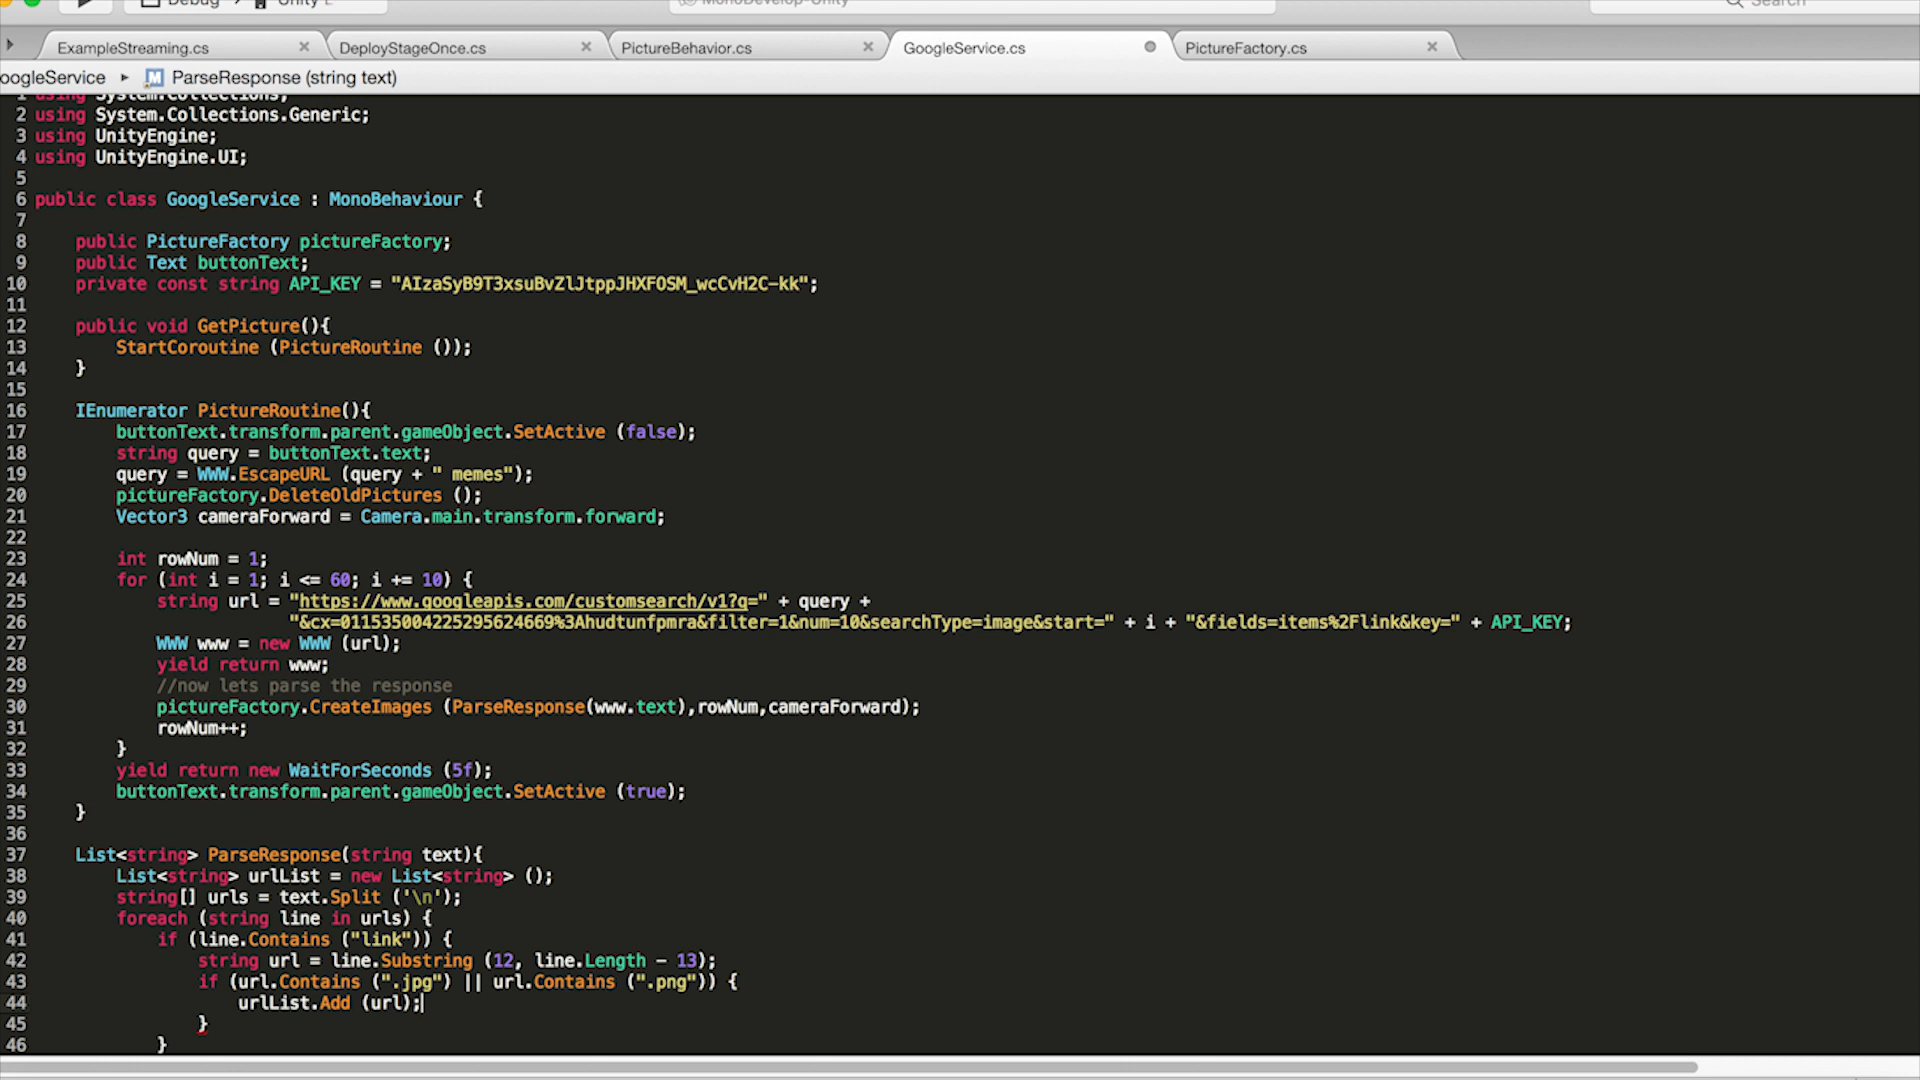 Debug
Unity
MonoDevelop-Unity
Search
ExampleStreaming.cs
DeployStageOnce.cs
PictureBehavior.cs
GoogleService.cs
PictureFactory.cs
oogleService ▸ M ParseResponse (string text)
1 using System.Collections;
2 using System.Collections.Generic;
3 using UnityEngine;
4 using UnityEngine.UI;
5
6 public class GoogleService : MonoBehaviour {
7
8 public PictureFactory pictureFactory;
9 public Text buttonText;
10 private const string API_KEY = "AIzaSyB9T3xsuBvZlJtppJHXFOSM_wcCvH2C-kk";
11
12 public void GetPicture(){
13 StartCoroutine (PictureRoutine ());
14 }
15
16 IEnumerator PictureRoutine(){
17 buttonText.transform.parent.gameObject.SetActive (false);
18 string query = buttonText.text;
19 query = WWW.EscapeURL (query + " memes");
20 pictureFactory.DeleteOldPictures ();
21 Vector3 cameraForward = Camera.main.transform.forward;
22
23 int rowNum = 1;
24 for (int i = 1; i <= 60; i += 10) {
25 string url = "https://www.googleapis.com/customsearch/v1?q=" + query +
26 "&cx=011535004225295624669%3Ahudtunfpmra&filter=1&num=10&searchType=image&start=" + i + "&fields=items%2Flink&key=" + API_KEY;
27 WWW www = new WWW (url);
28 yield return www;
29 //now lets parse the response
30 pictureFactory.CreateImages (ParseResponse(www.text),rowNum,cameraForward);
31 rowNum++;
32 }
33 yield return new WaitForSeconds (5f);
34 buttonText.transform.parent.gameObject.SetActive (true);
35 }
36
37 List<string> ParseResponse(string text){
38 List<string> urlList = new List<string> ();
39 string[] urls = text.Split ('\n');
40 foreach (string line in urls) {
41 if (line.Contains ("link")) {
42 string url = line.Substring (12, line.Length - 13);
43 if (url.Contains (".jpg") || url.Contains (".png")) {
44 urlList.Add (url);
45 }
46 }